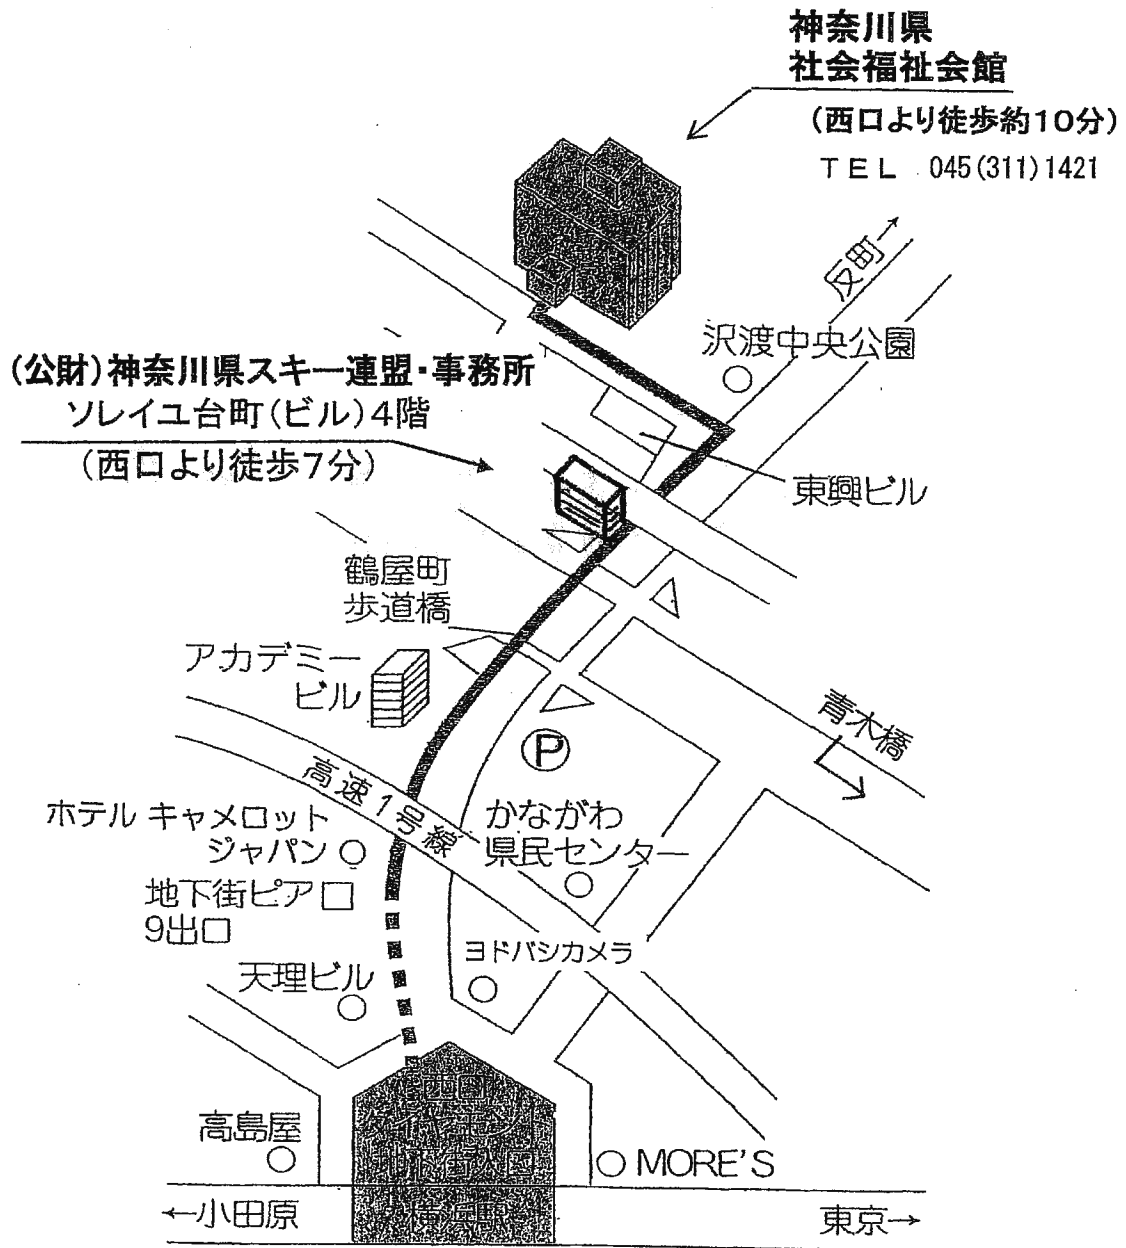 神奈川県
社会福祉会館
(西口より徒歩約10分)
TEL 045(311)1421
反町→
沢渡中央公園
(公財)神奈川県スキー連盟・事務所
ソレイユ台町(ビル)4階
(西口より徒歩7分)
東興ビル
鶴屋町
歩道橋
アカデミー
ビル
青木橋
P
高速1号線
ホテル キャメロット
ジャパン
かながわ
県民センター
地下街ピア
9出口
ヨドバシカメラ
天理ビル
高島屋
MORE'S
←小田原
東京→